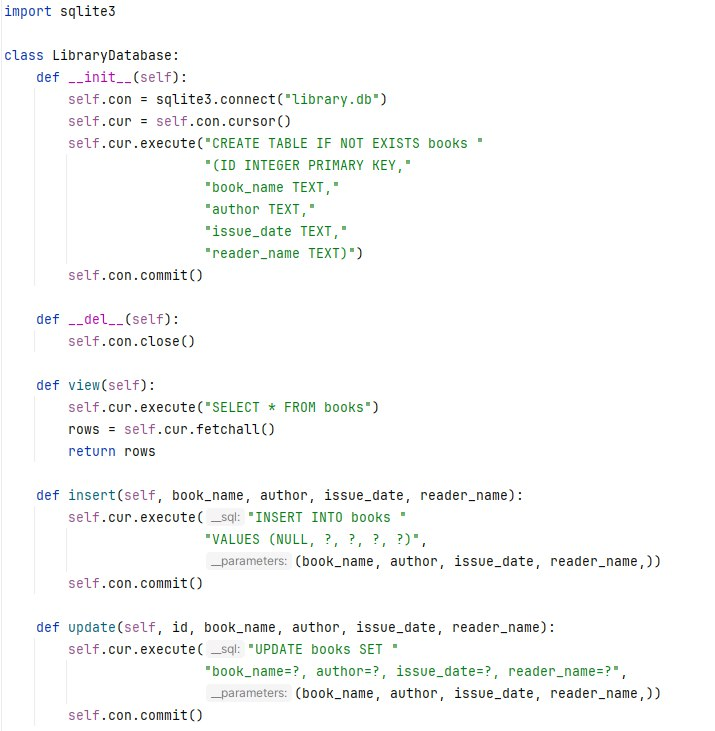 import sqlite3
class LibraryDatabase:
def __init__(self):
self.con = sqlite3.connect("library.db")
self.cur = self.con.cursor()
self.cur.execute("CREATE TABLE IF NOT EXISTS books "
"(ID INTEGER PRIMARY KEY,"
"book_name TEXT,"
"author TEXT,"
"issue_date TEXT,"
"reader_name TEXT)")
self.con.commit()
def __del__(self):
self.con.close()
def view(self):
self.cur.execute("SELECT * FROM books")
rows = self.cur.fetchall()
return rows
def insert(self, book_name, author, issue_date, reader_name):
self.cur.execute( __sql: "INSERT INTO books "
"VALUES (NULL, ?, ?, ?, ?)",
__parameters: (book_name, author, issue_date, reader_name,))
self.con.commit()
def update(self, id, book_name, author, issue_date, reader_name):
self.cur.execute( __sql: "UPDATE books SET "
"book_name=?, author=?, issue_date=?, reader_name=?",
__parameters: (book_name, author, issue_date, reader_name,))
self.con.commit()